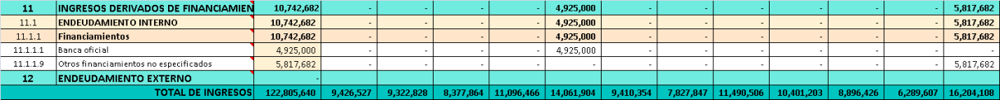 11 INGRESOS DERIVADOS DE FINANCIAMIEN 10,742,682 - - - - 4,925,000 - - - - - - 5,817,682
11.1 ENDEUDAMIENTO INTERNO 10,742,682 - - - - 4,925,000 - - - - - - 5,817,682
11.1.1 Financiamientos 10,742,682 - - - - 4,925,000 - - - - - - 5,817,682
11.1.1.1 Banca oficial 4,925,000 4,925,000 - - - - - - -
11.1.1.9 Otros financiamientos no especificados 5,817,682 - - - - - - - - - - - 5,817,682
12 ENDEUDAMIENTO EXTERNO -
TOTAL DE INGRESOS 122,805,640 9,426,527 9,322,828 8,377,864 11,096,466 14,061,904 9,410,354 7,827,847 11,490,506 10,401,203 8,896,426 6,289,607 16,204,108